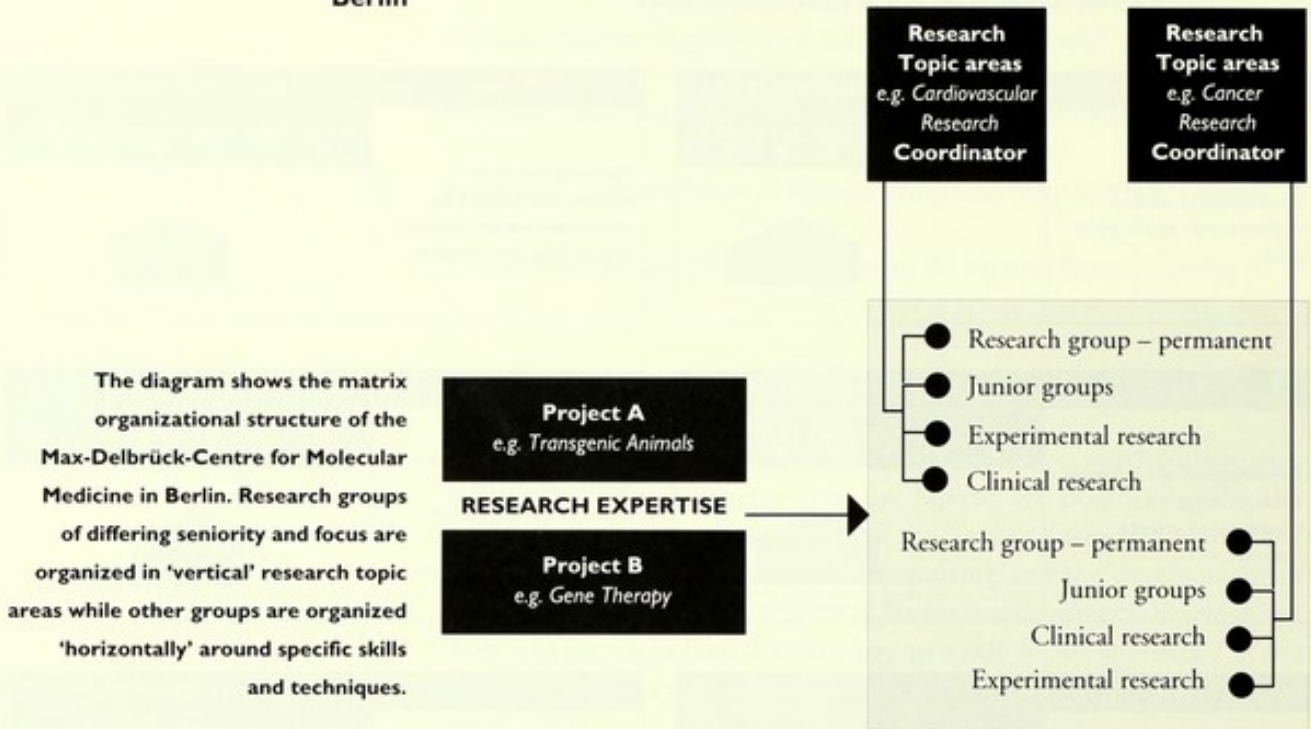 Berlin
Research
Topic areas
e.g. Cardiovascular
Research
Coordinator
Research
Topic areas
e.g. Cancer
Research
Coordinator
The diagram shows the matrix
organizational structure of the
Max-Delbrück-Centre for Molecular
Medicine in Berlin. Research groups
of differing seniority and focus are
organized in ‘vertical’ research topic
areas while other groups are organized
‘horizontally’ around specific skills
and techniques.
Project A
e.g. Transgenic Animals
RESEARCH EXPERTISE
Project B
e.g. Gene Therapy
Research group – permanent
Junior groups
Experimental research
Clinical research
Research group – permanent
Junior groups
Clinical research
Experimental research